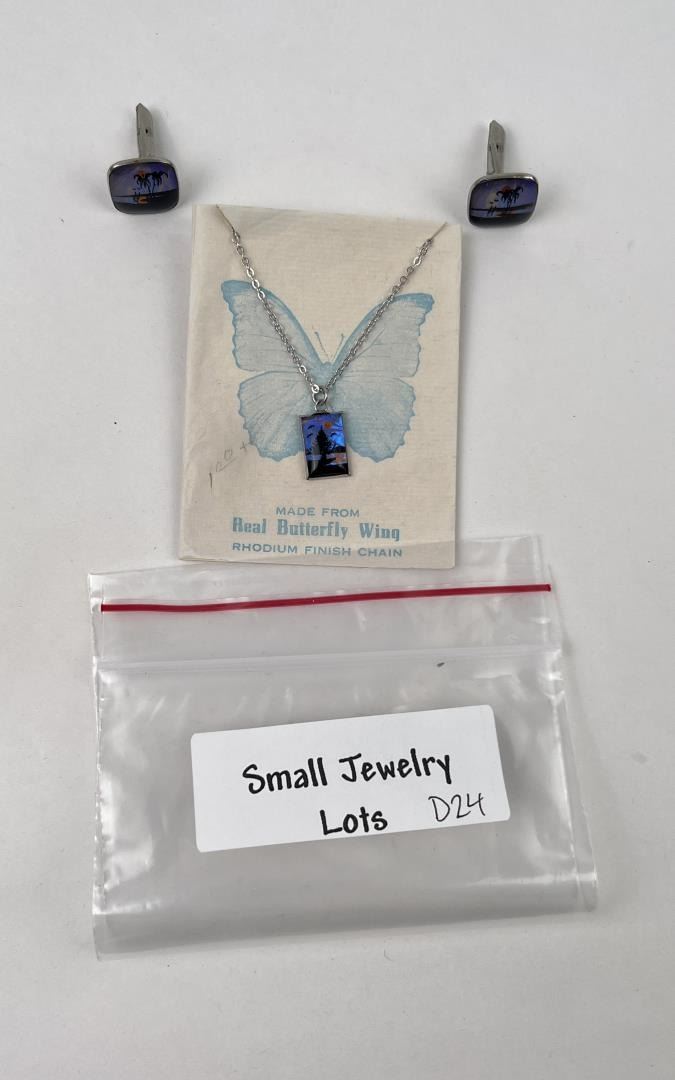 MADE FROM
Real Butterfly Wing
RHODIUM FINISH CHAIN
Small Jewelry
Lots D24